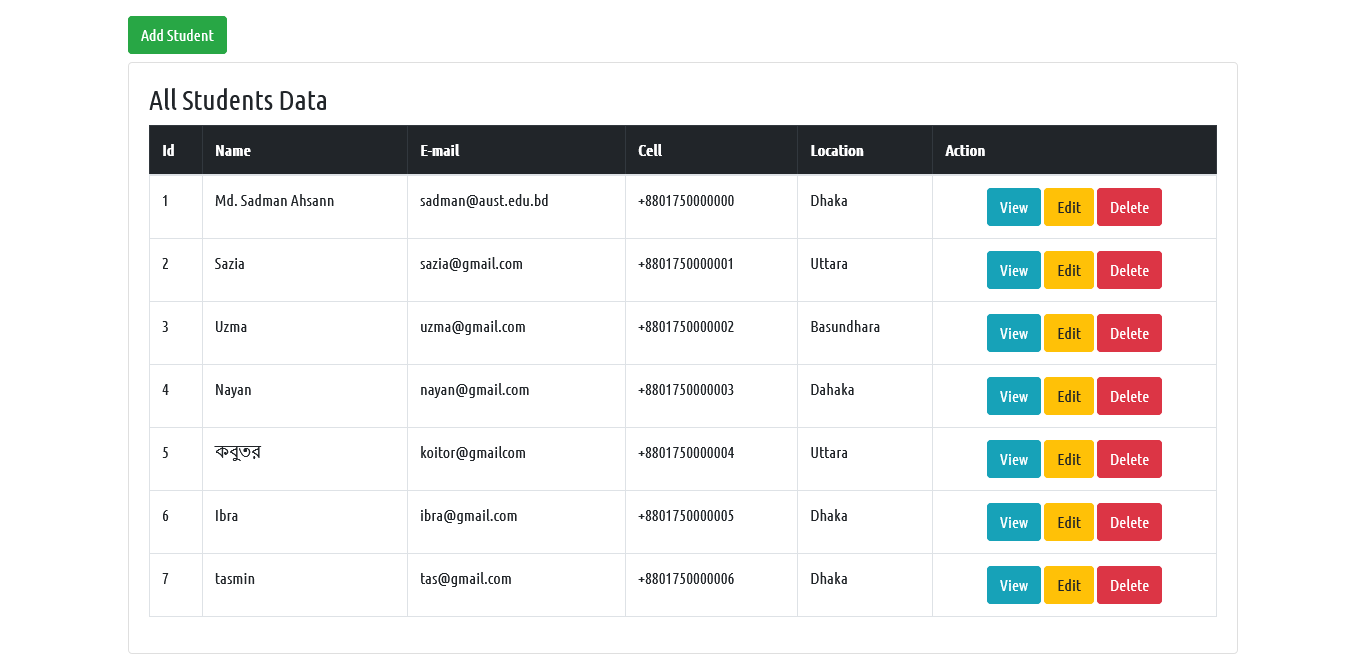 Add Student
All Students Data
Id Name E-mail Cell Location Action
1 Md. Sadman Ahsann sadman@aust.edu.bd +8801750000000 Dhaka View Edit Delete
2 Sazia sazia@gmail.com +8801750000001 Uttara View Edit Delete
3 Uzma uzma@gmail.com +8801750000002 Basundhara View Edit Delete
4 Nayan nayan@gmail.com +8801750000003 Dahaka View Edit Delete
5 কবুতর koitor@gmailcom +8801750000004 Uttara View Edit Delete
6 Ibra ibra@gmail.com +8801750000005 Dhaka View Edit Delete
7 tasmin tas@gmail.com +8801750000006 Dhaka View Edit Delete